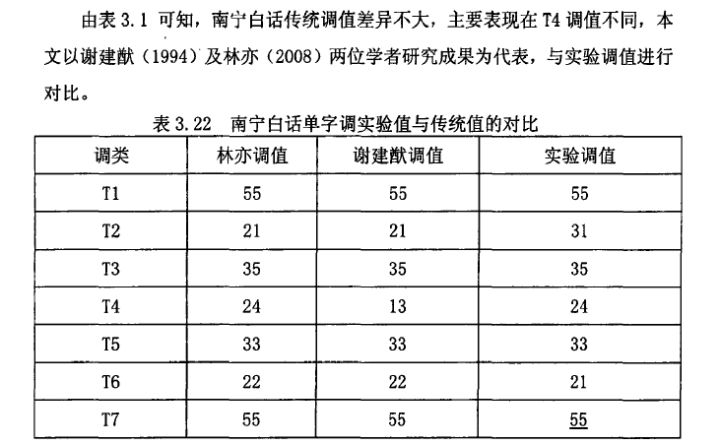 由表 3.1 可知，南宁白话传统调值差异不大，主要表现在 T4 调值不同，本
文以谢建猷（1994）及林亦（2008）两位学者研究成果为代表，与实验调值进行
对比。
表 3.22 南宁白话单字调实验值与传统值的对比
调类 林亦调值 谢建猷调值 实验调值
T1 55 55 55
T2 21 21 31
T3 35 35 35
T4 24 13 24
T5 33 33 33
T6 22 22 21
T7 55 55 55